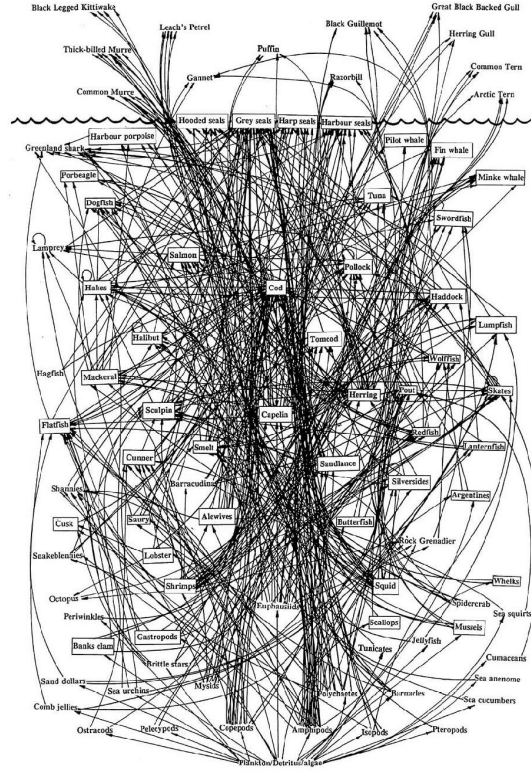 Black Legged Kittiwake
Great Black Backed Gull
Leach's Petrel
Black Guillemot
Herring Gull
Thick-billed Murre
Puffin
Gannet
Razorbill
Common Tern
Common Murre
Arctic Tern
Hooded seals
Grey seals
Harp seals
Harbour seals
Harbour porpoise
Pilot whale
Fin whale
Greenland shark
Porbeagle
Minke whale
Dogfish
Tuna
Swordfish
Lamprey
Salmon
Pollock
Hakes
Cod
Haddock
Lumpfish
Halibut
Tomcod
Wolffish
Hagfish
Mackeral
Skates
Herring
Pout
Sculpin
Capelin
Flatfish
Redfish
Smelt
Lanternfish
Cunner
Sandlance
Barracudina
Silversides
Shannies
Argentines
Alewives
Saury
Butterfish
Cusk
Rock Grenadier
Snakeblennies
Lobster
Shrimps
Squid
Whelks
Octopus
Euphausiids
Spidercrab
Sea squirts
Periwinkles
Scallops
Mussels
Gastropods
Banks clam
Jellyfish
Tunicates
Cumaceans
Brittle stars
Sand dollars
Sea anenome
Sea urchins
Mysids
Polychaetes
Barnacles
Sea cucumbers
Comb jellies
Ostracods
Pelecypods
Copepods
Amphipods
Isopods
Pteropods
Plankton/Detritus/algae